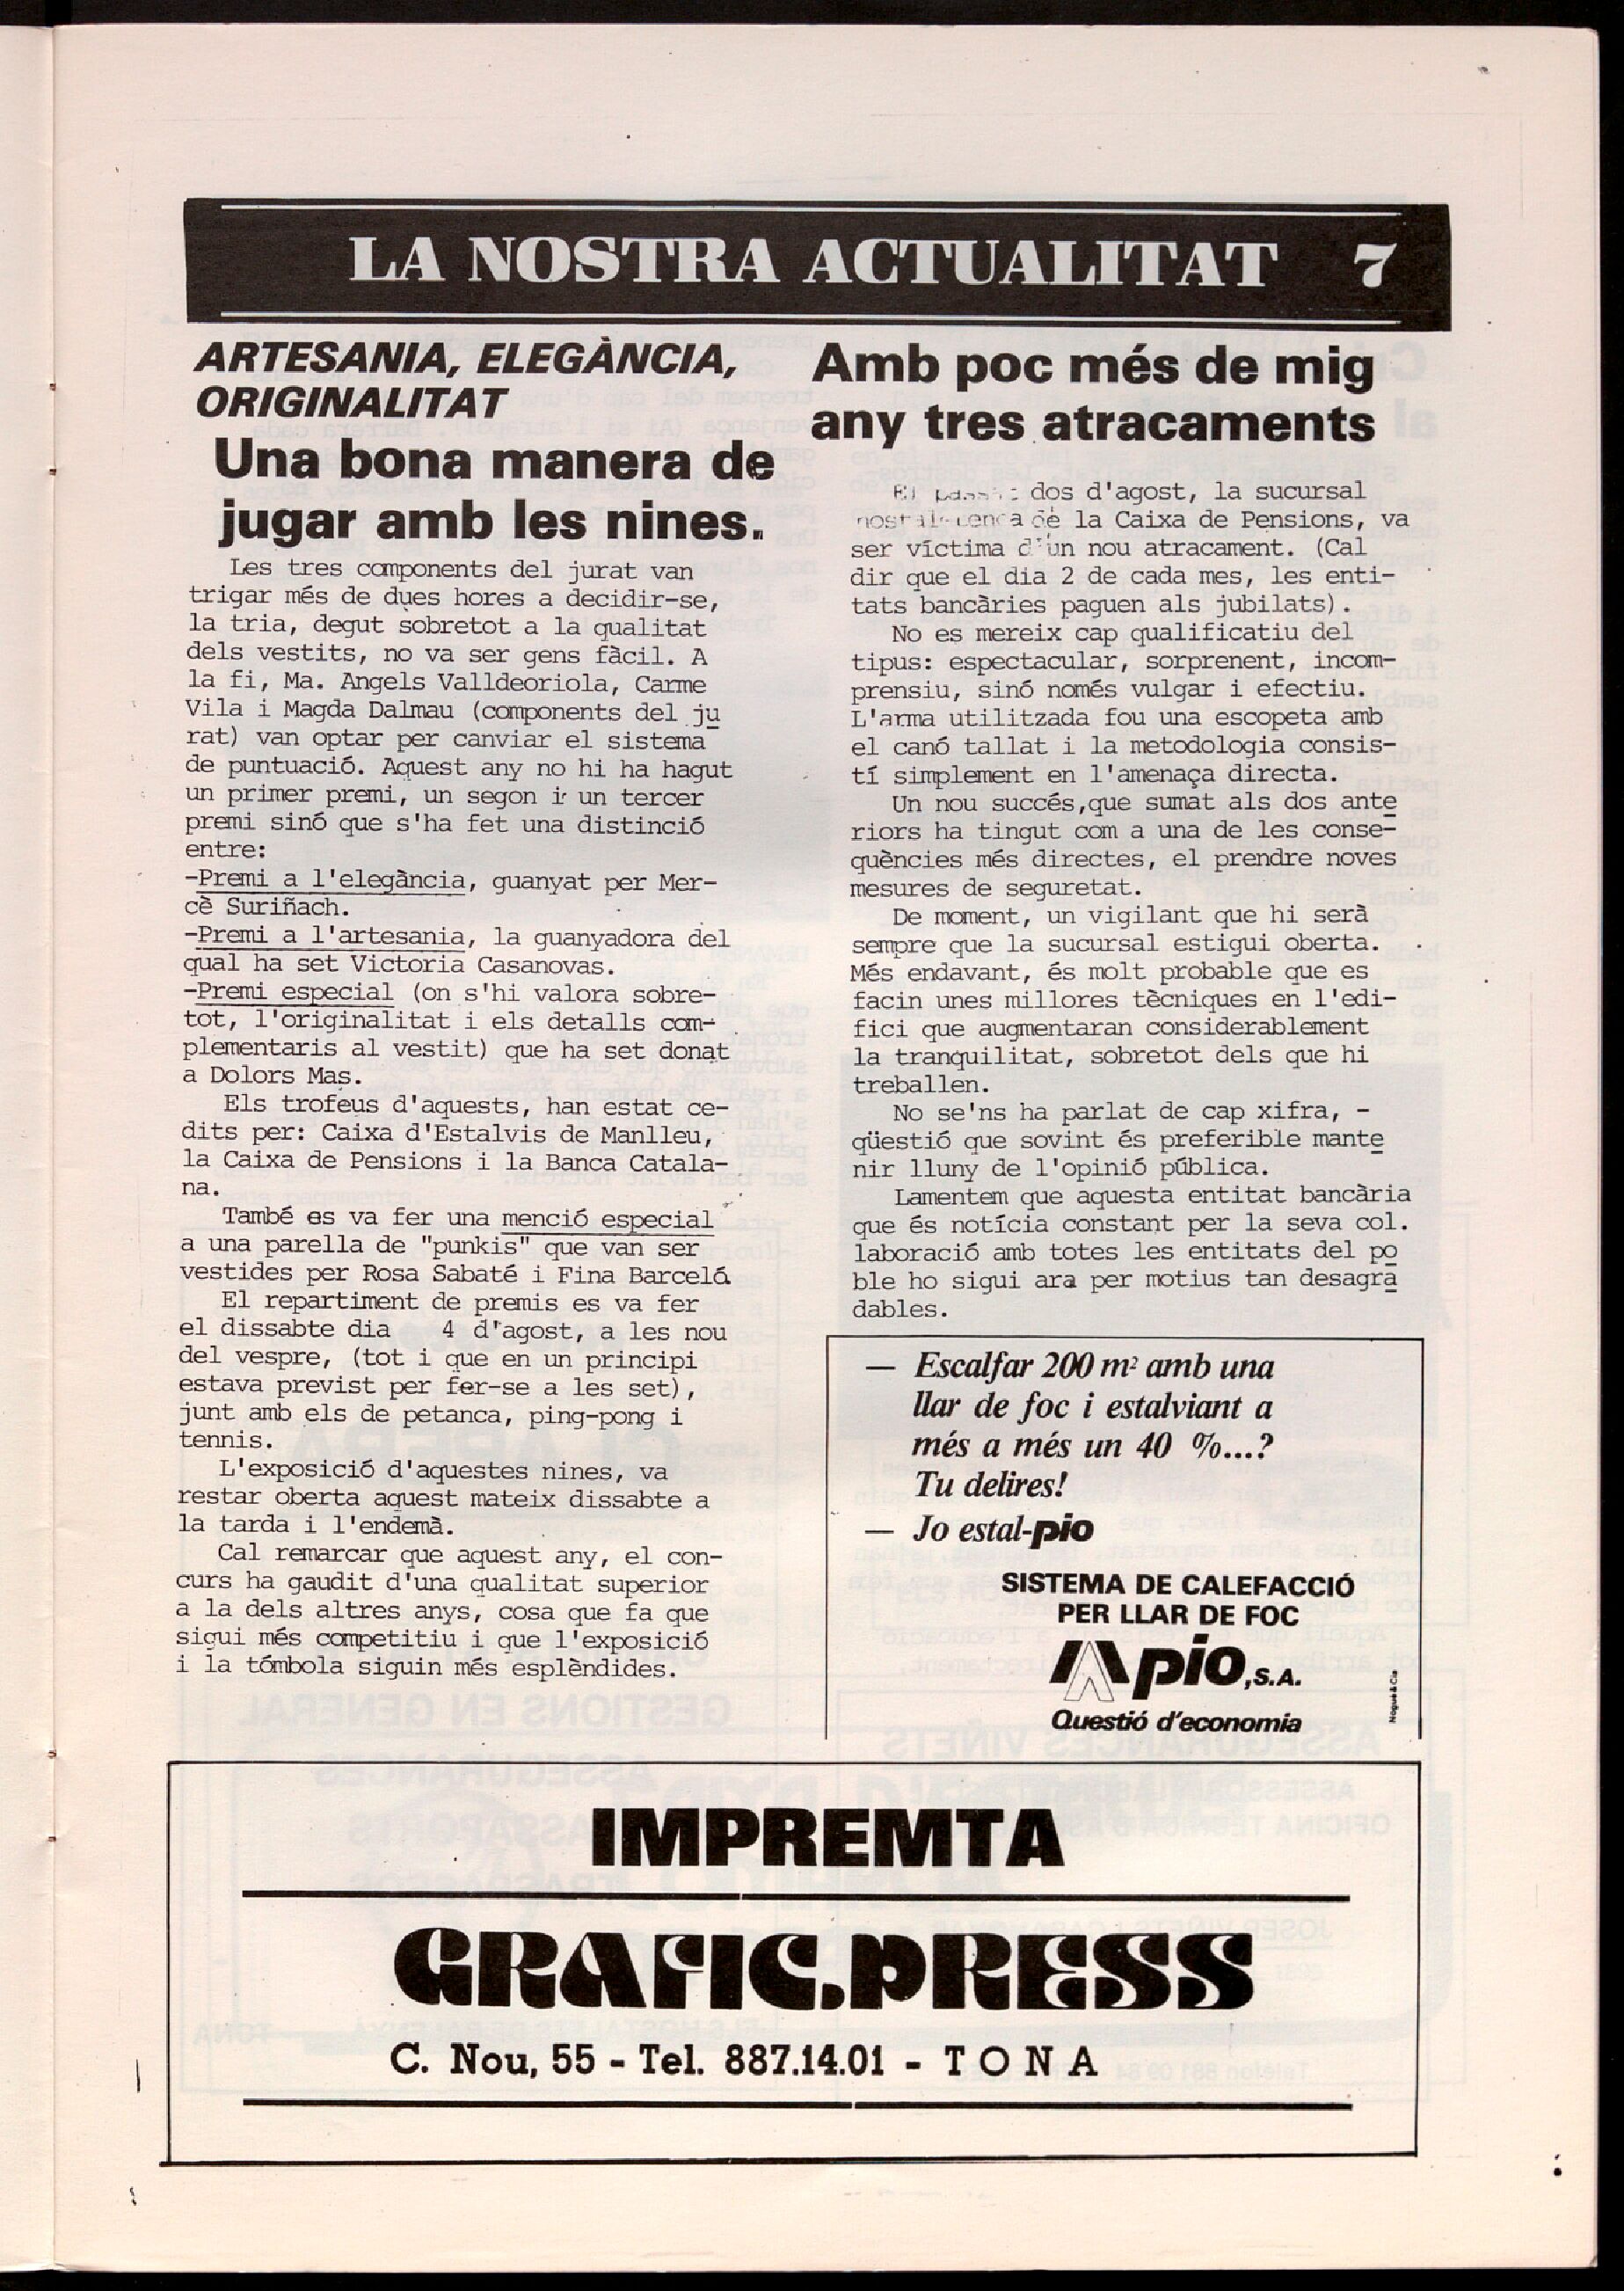 LA NOSTRA ACTUALITAT 7
ARTESANIA, ELEGÀNCIA,
ORIGINALITAT
Una bona manera de
jugar amb les nines.
Les tres components del jurat van
trigar més de dues hores a decidir-se,
la tria, degut sobretot a la qualitat
dels vestits, no va ser gens fàcil. A
la fi, Ma. Angels Valldeoriola, Carme
Vila i Magda Dalmau (components del ju
rat) van optar per canviar el sistema
de puntuació. Aquest any no hi ha hagut
un primer premi, un segon i un tercer
premi sinó que s'ha fet una distinció
entre:
-Premi a l'elegància, guanyat per Mer-
cè Suriñach.
-Premi a l'artesania, la guanyadora del
qual ha set Victoria Casanovas.
-Premi especial (on s'hi valora sobre-
tot, l'originalitat i els detalls com-
plementaris al vestit) que ha set donat
a Dolors Mas.
Els trofeus d'aquests, han estat ce-
dits per: Caixa d'Estalvis de Manlleu,
la Caixa de Pensions i la Banca Catala-
na.
També es va fer una menció especial
a una parella de "punkis" que van ser
vestides per Rosa Sabaté i Fina Barceló
El repartiment de premis es va fer
el dissabte dia 4 d'agost, a les nou
del vespre, (tot i que en un principi
estava previst per fer-se a les set),
junt amb els de petanca, ping-pong i
tennis.
L'exposició d'aquestes nines, va
restar oberta aquest mateix dissabte a
la tarda i l'endemà.
Cal remarcar que aquest any, el con-
curs ha gaudit d'una qualitat superior
a la dels altres anys, cosa que fa que
sigui més competitiu i que l'exposició
i la tómbola siguin més esplèndides.
Amb poc més de mig
any tres atracaments
El dos d'agost, la sucursal
de la Caixa de Pensions, va
ser víctima d'un nou atracament. (Cal
dir que el dia 2 de cada mes, les enti-
tats bancàries paguen als jubilats).
No es mereix cap qualificatiu del
tipus: espectacular, sorprenent, incom-
prensiu, sinó només vulgar i efectiu.
L'arma utilitzada fou una escopeta amb
el canó tallat i la metodologia consis-
tí simplement en l'amenaça directa.
Un nou succés,que sumat als dos ante
riors ha tingut com a una de les conse-
qüències més directes, el prendre noves
mesures de seguretat.
De moment, un vigilant que hi serà
sempre que la sucursal estigui oberta.
Més endavant, és molt probable que es
facin unes millores tècniques en l'edi-
fici que augmentaran considerablement
la tranquilitat, sobretot dels que hi
treballen.
No se'ns ha parlat de cap xifra, -
qüestió que sovint és preferible mante
nir lluny de l'opinió pública.
Lamentem que aquesta entitat bancària
que és notícia constant per la seva col.
laboració amb totes les entitats del po
ble ho sigui ara per motius tan desagra
dables.
— Escalfar 200 m² amb una
llar de foc i estalviant a
més a més un 40 %...?
Tu delires!
— Jo estal-pio
SISTEMA DE CALEFACCIÓ
PER LLAR DE FOC
pio,S.A.
Questió d'economia
Nogué & Cia.
IMPREMTA
GRAFIC.PRESS
C. Nou, 55 - Tel. 887.14.01 - TONA